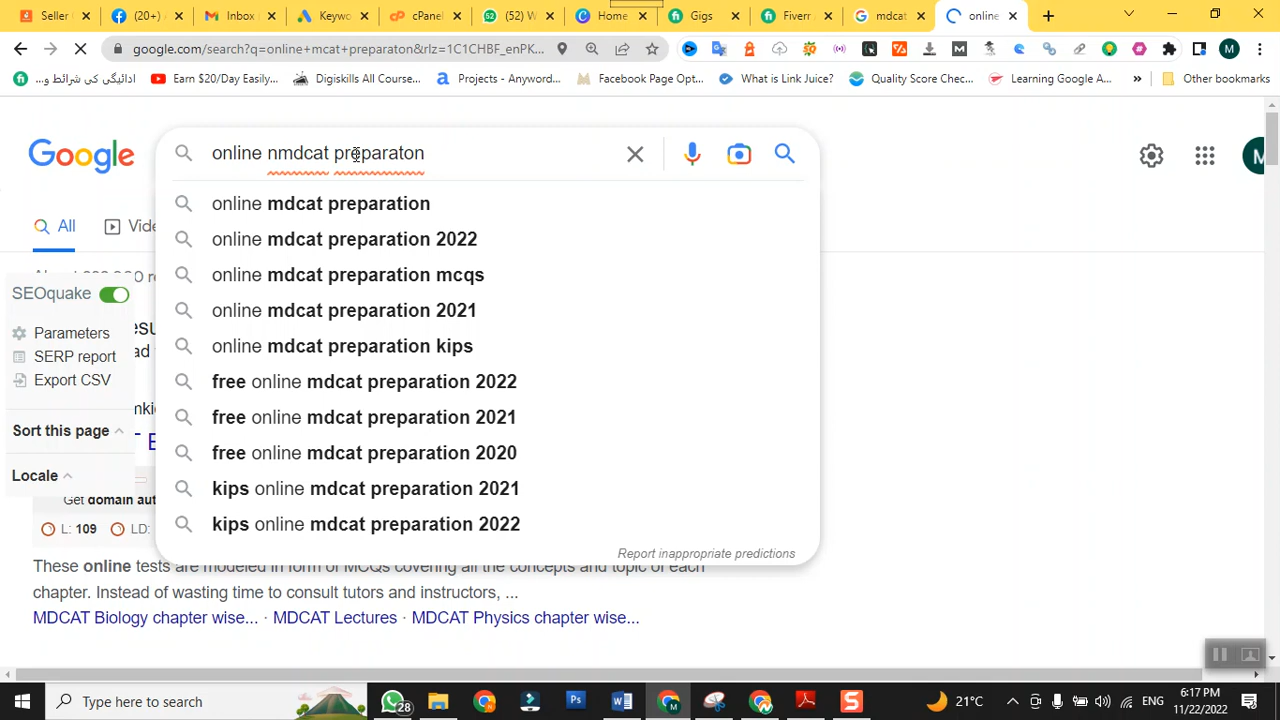 Seller
(20+)
Inbox
Keywo
cPanel
(52) W
Home
Gigs
Fiverr
mdcat
online
google.com/search?q=online+mcat+preparaton&rlz=1C1CHBF_enPK...
ادائیگی کی شرائط و...
Earn $20/Day Easily...
Digiskills All Course...
Projects - Anyword...
Facebook Page Opt...
What is Link Juice?
Quality Score Chec...
Learning Google A...
»
Other bookmarks
Google
online nmdcat preparaton
online mdcat preparation
online mdcat preparation 2022
online mdcat preparation mcqs
online mdcat preparation 2021
online mdcat preparation kips
free online mdcat preparation 2022
free online mdcat preparation 2021
free online mdcat preparation 2020
kips online mdcat preparation 2021
kips online mdcat preparation 2022
Report inappropriate predictions
All
Vide
SEOquake
Parameters
SERP report
Export CSV
Sort this page
Locale
Get domain aut
L: 109
LD:
These online tests are modeled in form of MCQs covering all the concepts and topic of each
chapter. Instead of wasting time to consult tutors and instructors, ...
MDCAT Biology chapter wise... · MDCAT Lectures · MDCAT Physics chapter wise...
Type here to search
28
21°C
ENG
6:17 PM
11/22/2022